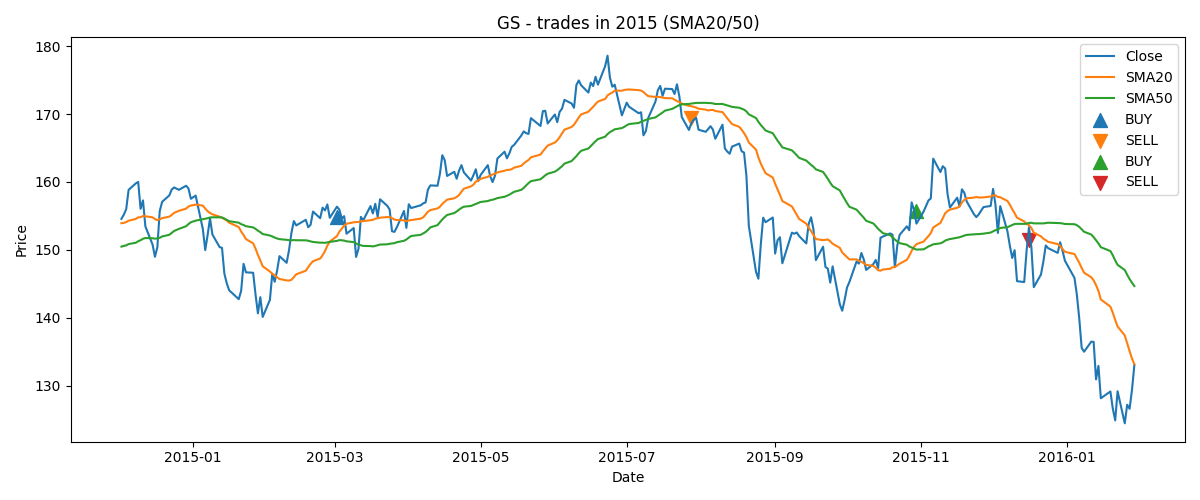 GS - trades in 2015 (SMA20/50)
Close
SMA20
SMA50
BUY
SELL
BUY
SELL
Price
180
170
160
150
140
130
2015-01 2015-03 2015-05 2015-07 2015-09 2015-11 2016-01
Date